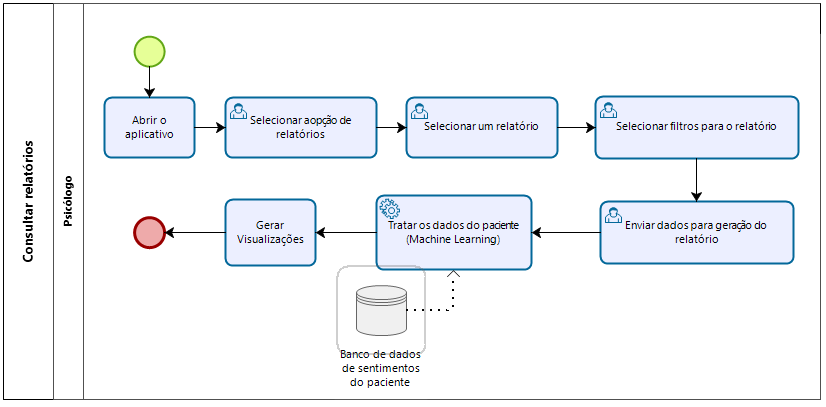 Consultar relatórios
Psicólogo
Abrir o
aplicativo
Selecionar aopção de
relatórios
Selecionar um relatório
Selecionar filtros para o relatório
Enviar dados para geração do
relatório
Tratar os dados do paciente
(Machine Learning)
Gerar
Visualizações
Banco de dados
de sentimentos
do paciente